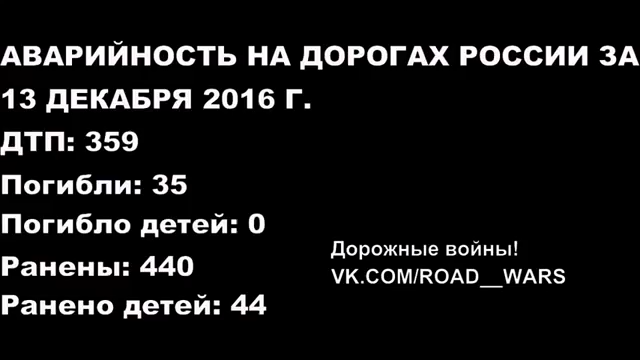 АВАРИЙНОСТЬ НА ДОРОГАХ РОССИИ ЗА
13 ДЕКАБРЯ 2016 Г.
ДТП: 359
Погибли: 35
Погибло детей: 0
Ранены: 440
Ранено детей: 44
Дорожные войны!
VK.COM/ROAD__WARS